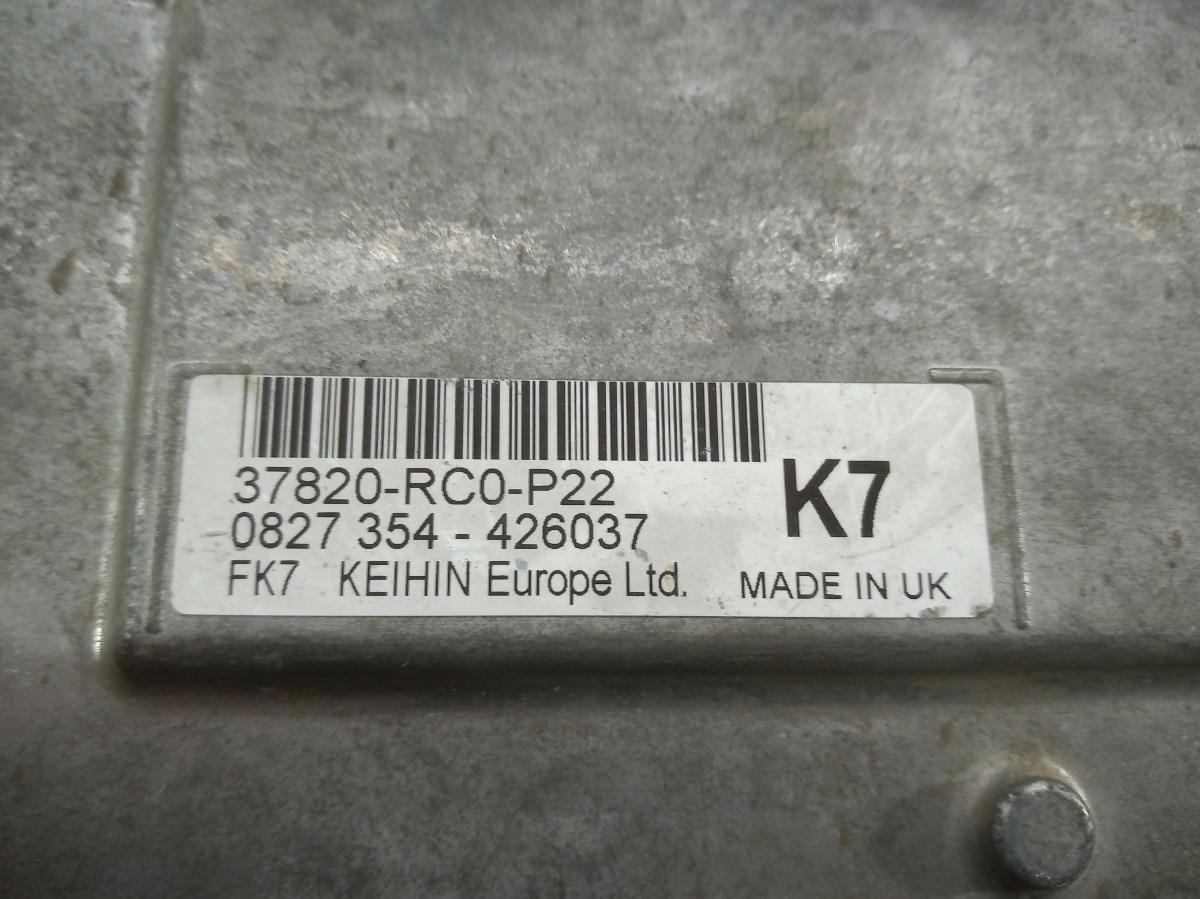 37820-RC0-P22
0827 354 - 426037
K7
FK7 KEIHIN Europe Ltd. MADE IN UK